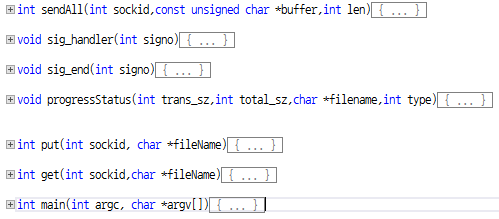 int sendAll(int sockid,const unsigned char *buffer,int len){ ... }
void sig_handler(int signo){ ... }
void sig_end(int signo){ ... }
void progressStatus(int trans_sz,int total_sz,char *filename,int type){ ... }
int put(int sockid, char *fileName){ ... }
int get(int sockid,char *fileName){ ... }
int main(int argc, char *argv[]){ ... }